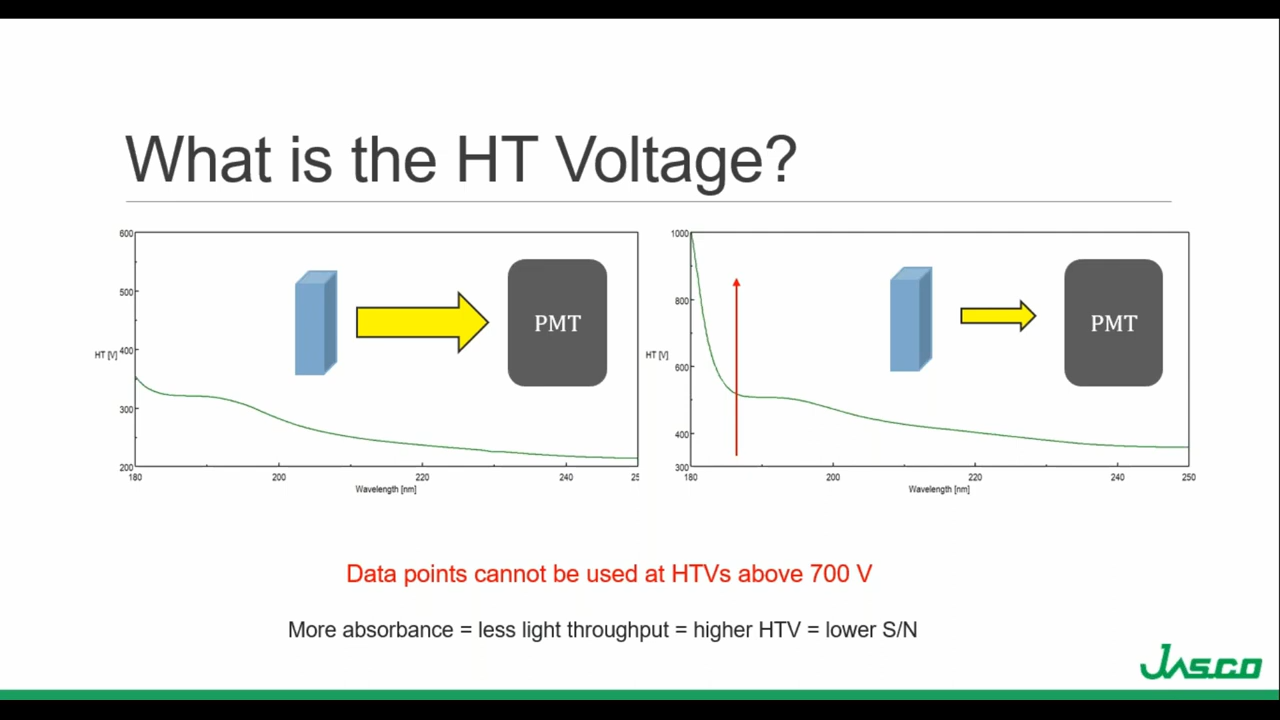 What is the HT Voltage?
600
500
HT [V] 400
300
200
180 200 220 240 25
Wavelength [nm]
PMT
1000
800
HT [V]
600
400
300
180 200 220 240 250
Wavelength [nm]
PMT
Data points cannot be used at HTVs above 700 V
More absorbance = less light throughput = higher HTV = lower S/N
JASCO